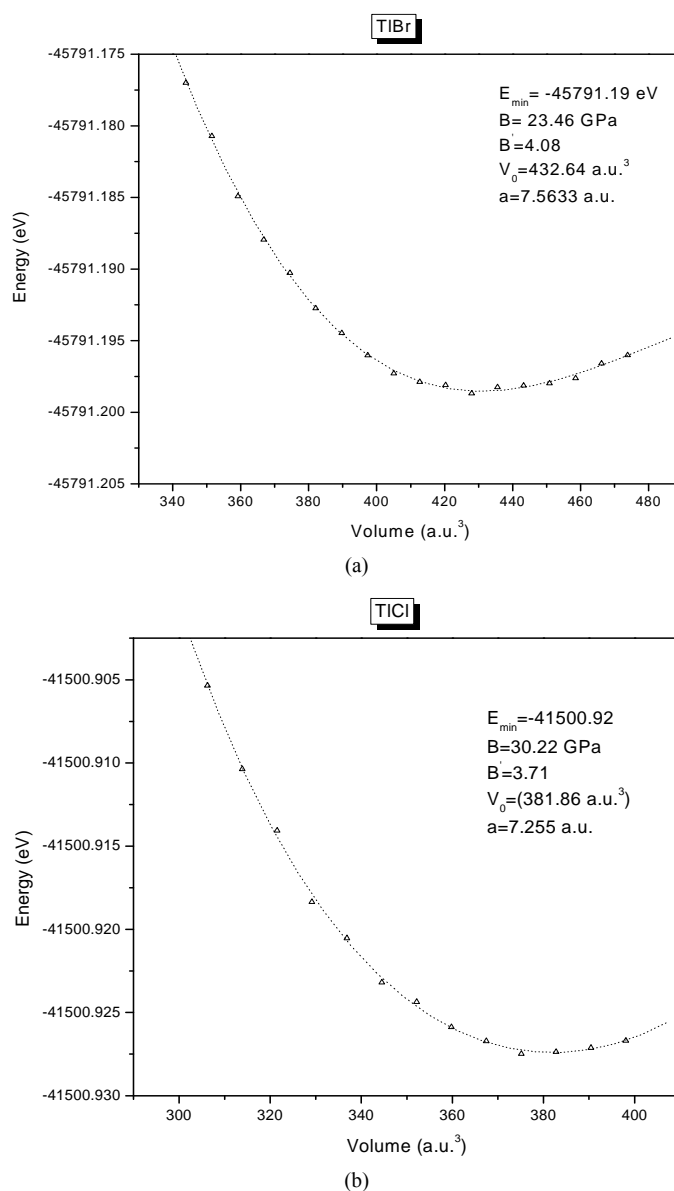 TlBr
-45791.175
-45791.180
-45791.185
-45791.190
-45791.195
-45791.200
-45791.205
Energy (eV)
E_min= -45791.19 eV
B= 23.46 GPa
B'=4.08
V_0=432.64 a.u.³
a=7.5633 a.u.
340 360 380 400 420 440 460 480
Volume (a.u.³)
(a)
TlCl
-41500.905
-41500.910
-41500.915
-41500.920
-41500.925
-41500.930
Energy (eV)
E_min=-41500.92
B=30.22 GPa
B'=3.71
V_0=(381.86 a.u.³)
a=7.255 a.u.
300 320 340 360 380 400
Volume (a.u.³)
(b)